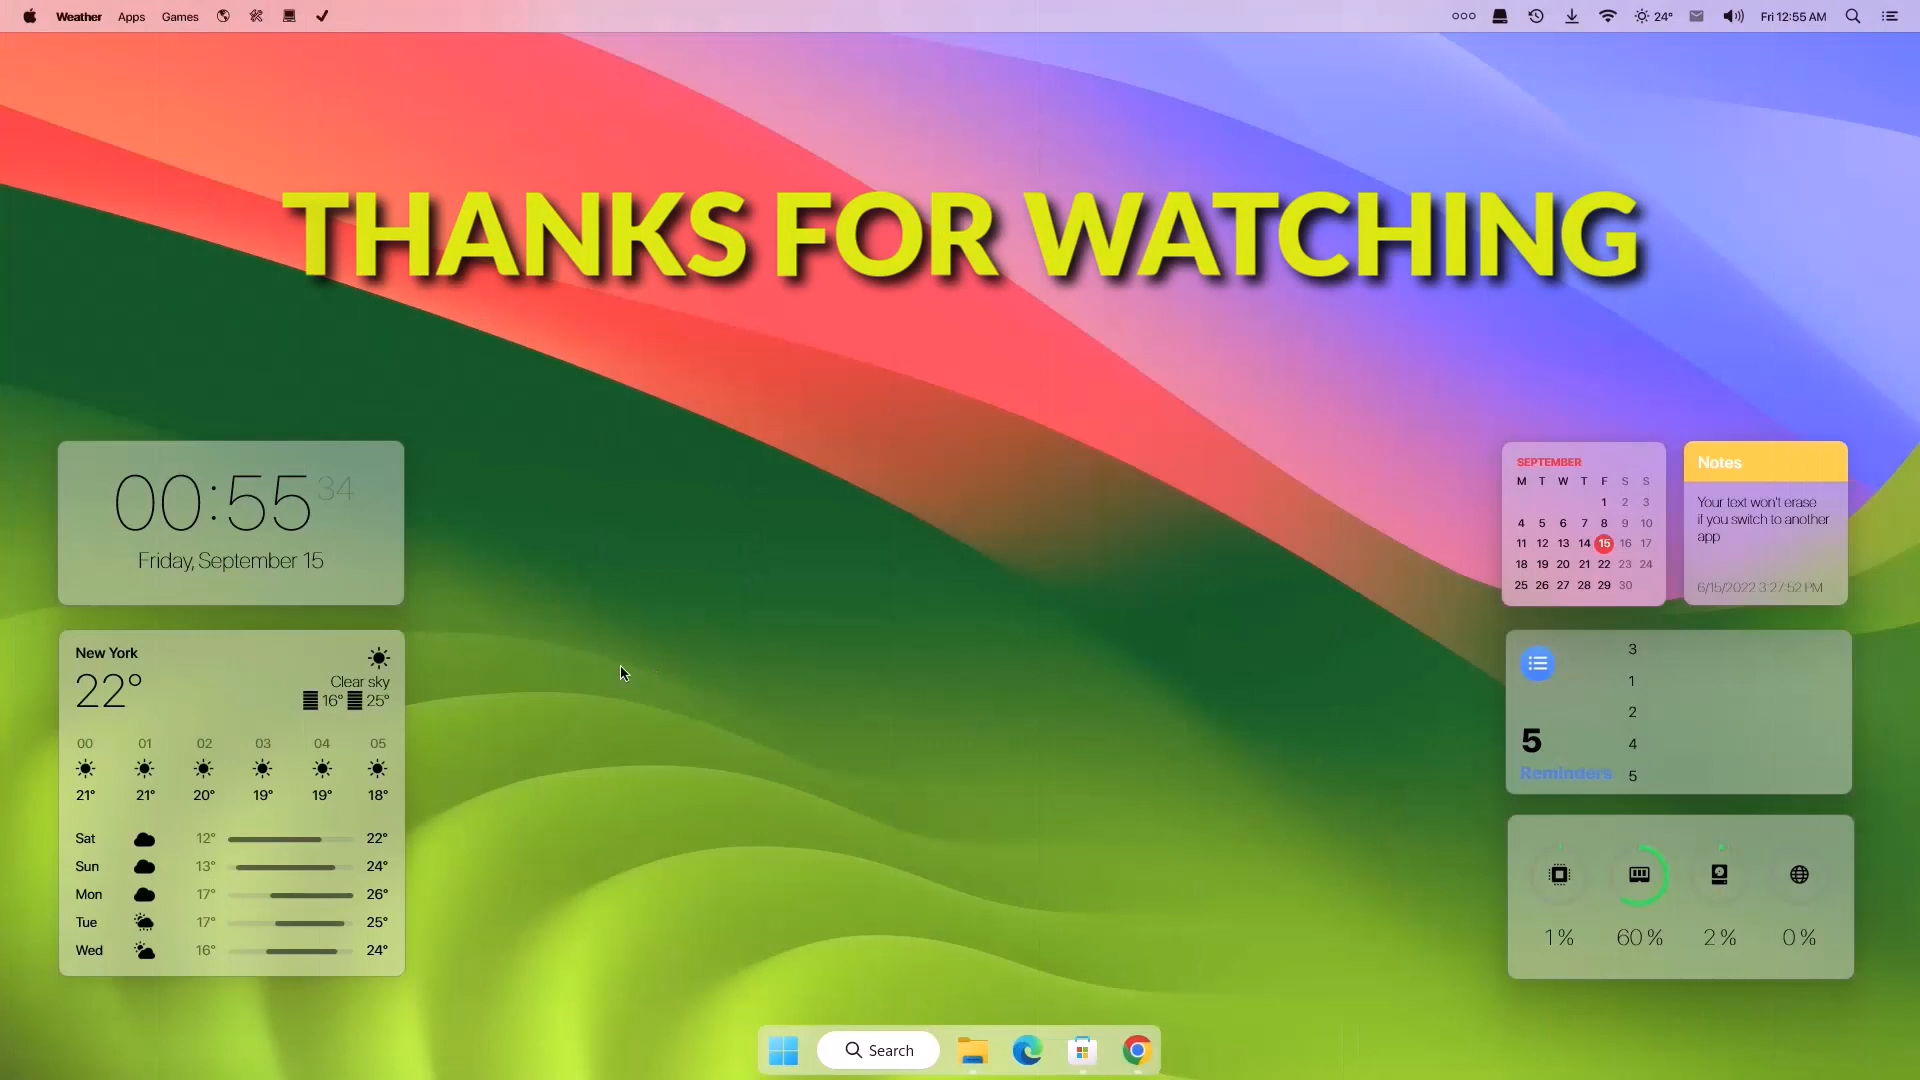 Weather Apps Games
24° Fri 12:55 AM
THANKS FOR WATCHING
00:55 34
Friday, September 15
New York
22°
Clear sky
16° 25°
00 01 02 03 04 05
21° 21° 20° 19° 19° 18°
Sat 12° 22°
Sun 13° 24°
Mon 17° 26°
Tue 17° 25°
Wed 16° 24°
SEPTEMBER
M T W T F S S
1 2 3
4 5 6 7 8 9 10
11 12 13 14 15 16 17
18 19 20 21 22 23 24
25 26 27 28 29 30
Notes
Your text won't erase
if you switch to another
app
6/15/2022 3:27:52 PM
3
1
2
4
5
5
Reminders
1% 60% 2% 0%
Search